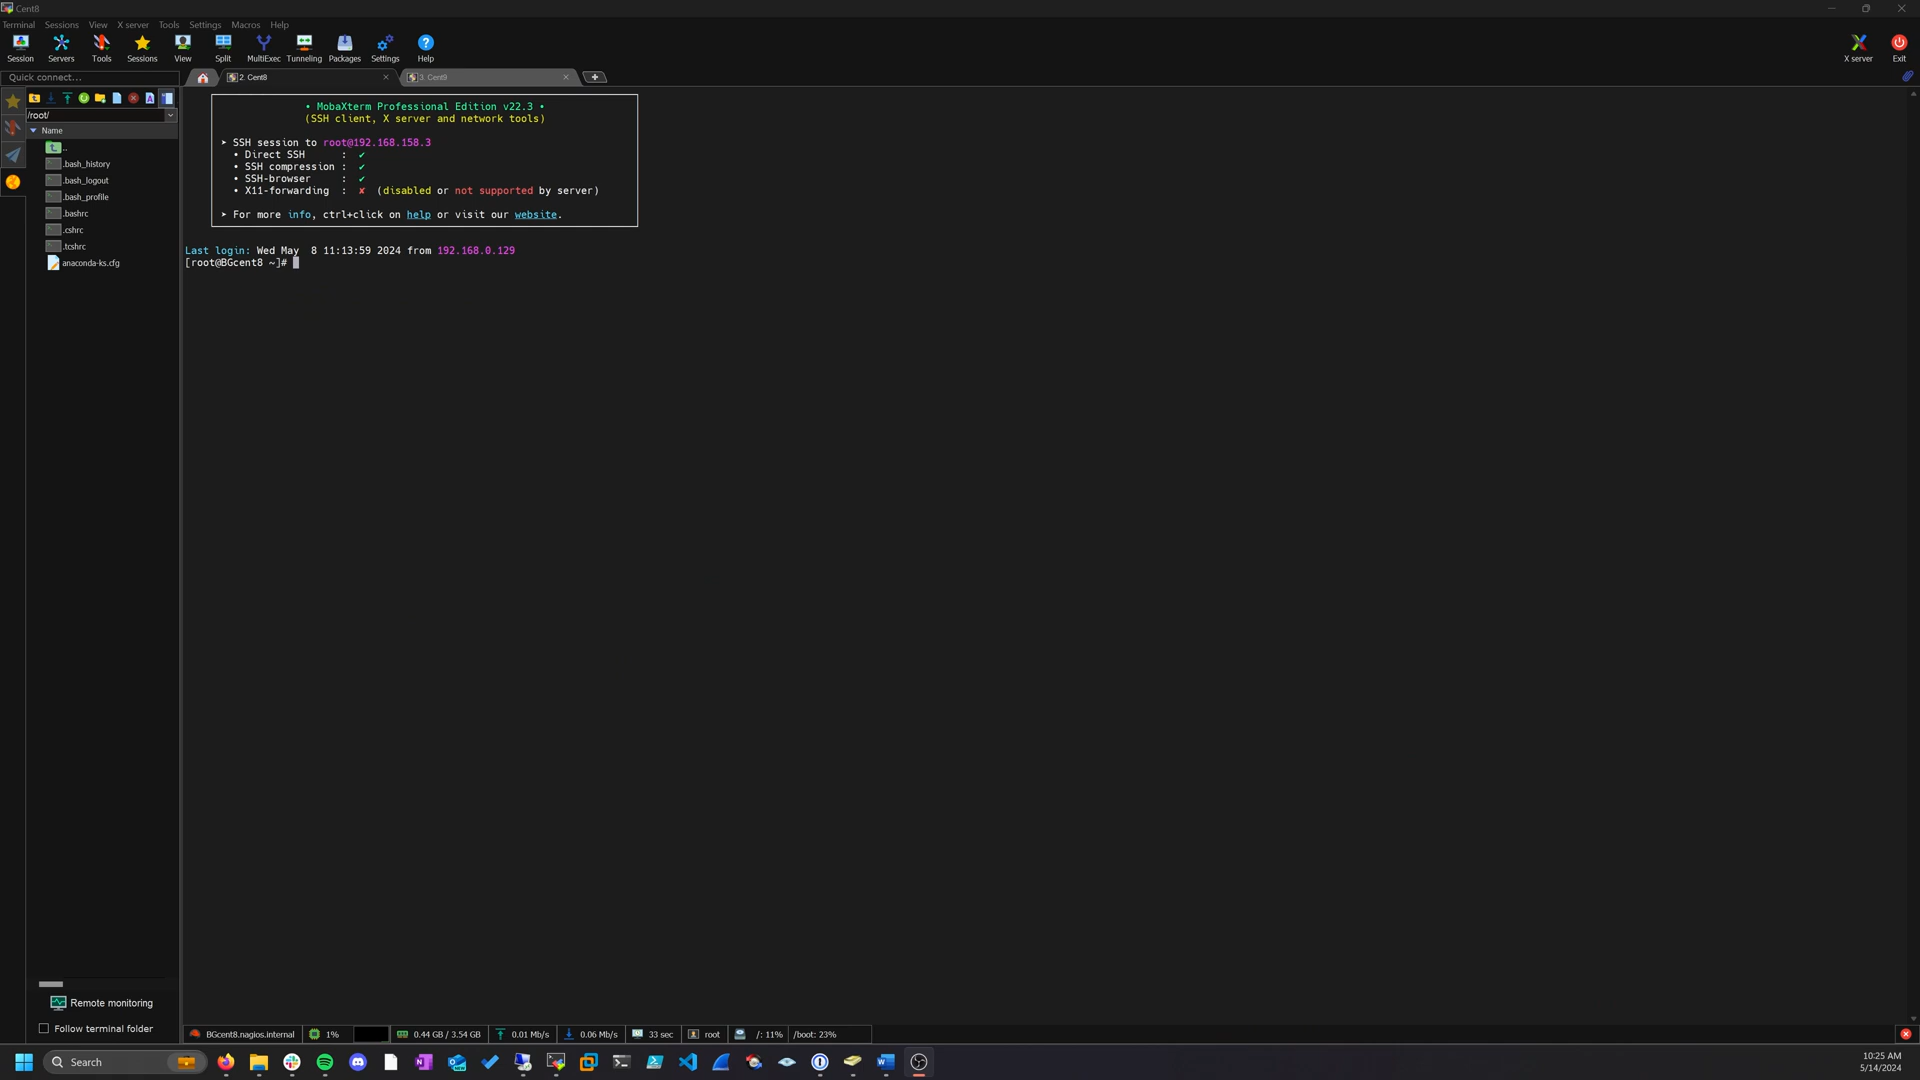 Cent8
Terminal Sessions View X server Tools Settings Macros Help
Session Servers Tools Sessions View Split MultiExec Tunneling Packages Settings Help X server Exit
Quick connect...
2. Cent8
3. Cent9
/root/
Name
..
.bash_history
.bash_logout
.bash_profile
.bashrc
.cshrc
.tcshrc
anaconda-ks.cfg
• MobaXterm Professional Edition v22.3 •
(SSH client, X server and network tools)
➤ SSH session to root@192.168.158.3
• Direct SSH : ✔
• SSH compression : ✔
• SSH-browser : ✔
• X11-forwarding : ✘ (disabled or not supported by server)
➤ For more info, ctrl+click on help or visit our website.
Last login: Wed May 8 11:13:59 2024 from 192.168.0.129
[root@BGcent8 ~]#
Remote monitoring
Follow terminal folder
BGcent8.nagios.internal 1% 0.44 GB / 3.54 GB 0.01 Mb/s 0.06 Mb/s 33 sec root /: 11% /boot: 23%
Search
10:25 AM
5/14/2024